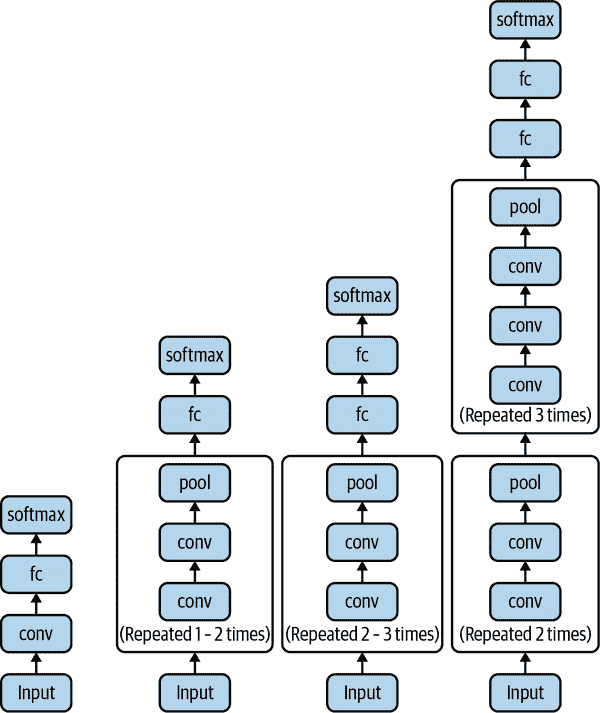 softmax
fc
conv
Input
softmax
fc
pool
conv
conv
(Repeated 1 – 2 times)
Input
softmax
fc
fc
pool
conv
conv
(Repeated 2 – 3 times)
Input
softmax
fc
fc
pool
conv
conv
conv
(Repeated 3 times)
pool
conv
conv
(Repeated 2 times)
Input